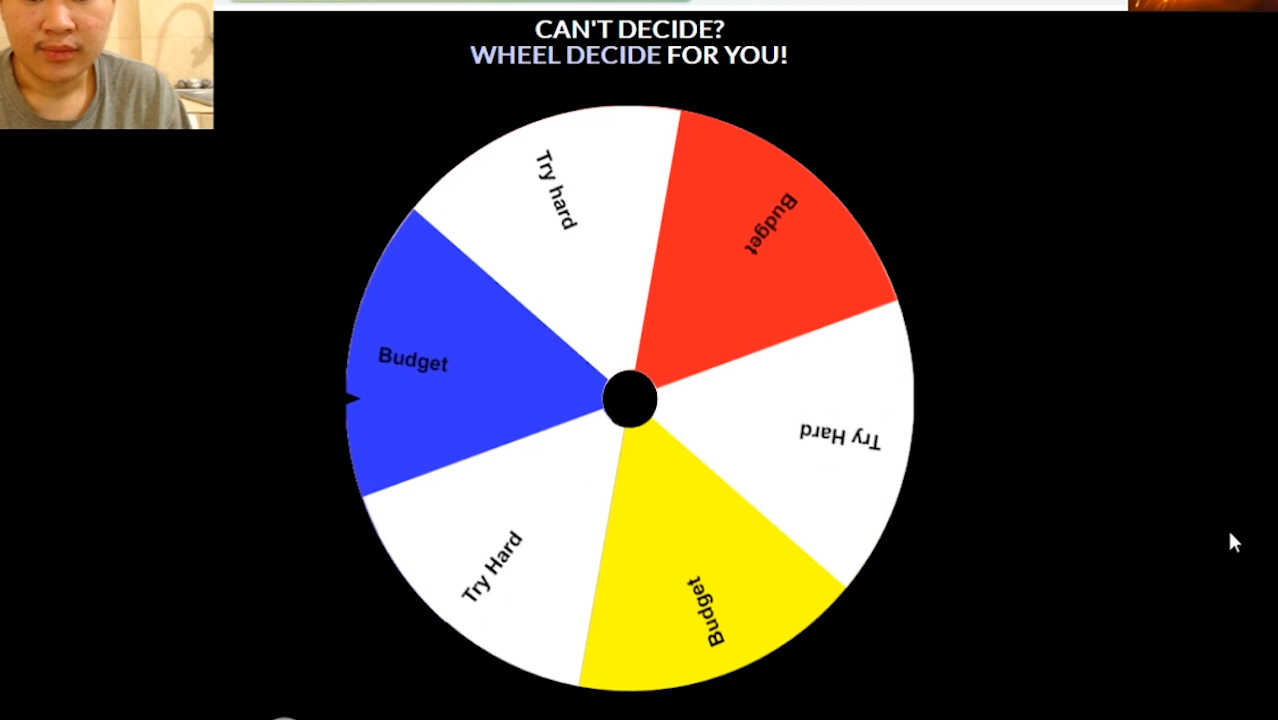 CAN'T DECIDE?
WHEEL DECIDE FOR YOU!
Try hard
Budget
Budget
Try Hard
Try Hard
Budget